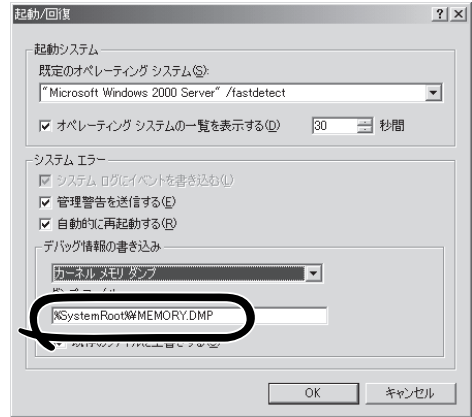 起動/回復
起動システム
既定のオペレーティング システム(S):
"Microsoft Windows 2000 Server" /fastdetect
オペレーティング システムの一覧を表示する(D) 30 秒間
システム エラー
システム ログにイベントを書き込む(L)
管理警告を送信する(E)
自動的に再起動する(R)
デバッグ情報の書き込み
カーネル メモリ ダンプ
%SystemRoot%¥MEMORY.DMP
OK キャンセル